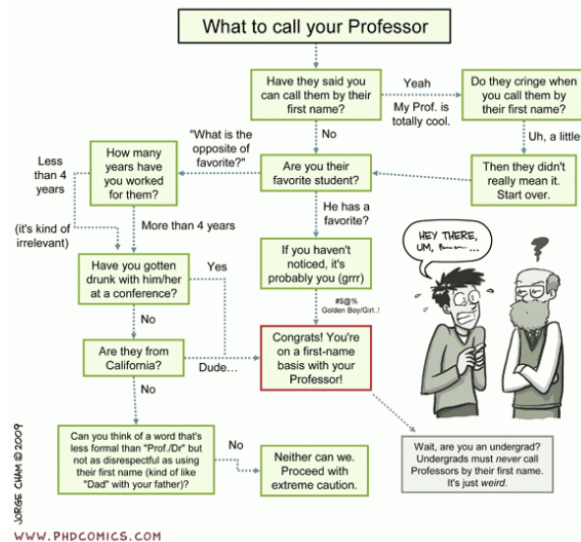 What to call your Professor
Have they said you
can call them by their
first name?
Yeah
My Prof. is
totally cool.
Do they cringe when
you call them by
their first name?
No
Uh, a little
Then they didn't
really mean it.
Start over.
Are you their
favorite student?
"What is the
opposite of
favorite?"
How many
years have
you worked
for them?
Less
than 4
years
(it's kind of
irrelevant)
More than 4 years
He has a
favorite?
If you haven't
noticed, it's
probably you (grrr)
#$@%
Golden Boy/Girl..!
Have you gotten
drunk with him/her
at a conference?
Yes
No
Are they from
California?
Dude...
Congrats! You're
on a first-name
basis with your
Professor!
No
Can you think of a word that's
less formal than "Prof./Dr" but
not as disrespectful as using
their first name (kind of like
"Dad" with your father)?
No
Neither can we.
Proceed with
extreme caution.
HEY THERE,
UM,
?
Wait, are you an undergrad?
Undergrads must never call
Professors by their first name.
It's just weird.
JORGE CHAM © 2009
WWW.PHDCOMICS.COM